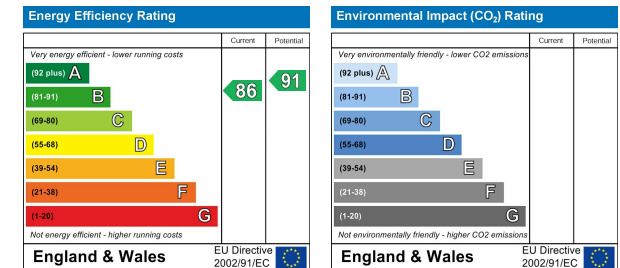 Energy Efficiency Rating
Current Potential
Very energy efficient - lower running costs
(92 plus) A
(81-91) B
(69-80) C
(55-68) D
(39-54) E
(21-38) F
(1-20) G
86
91
Not energy efficient - higher running costs
England & Wales
EU Directive
2002/91/EC
Environmental Impact (CO₂) Rating
Current Potential
Very environmentally friendly - lower CO2 emissions
(92 plus) A
(81-91) B
(69-80) C
(55-68) D
(39-54) E
(21-38) F
(1-20) G
Not environmentally friendly - higher CO2 emissions
England & Wales
EU Directive
2002/91/EC